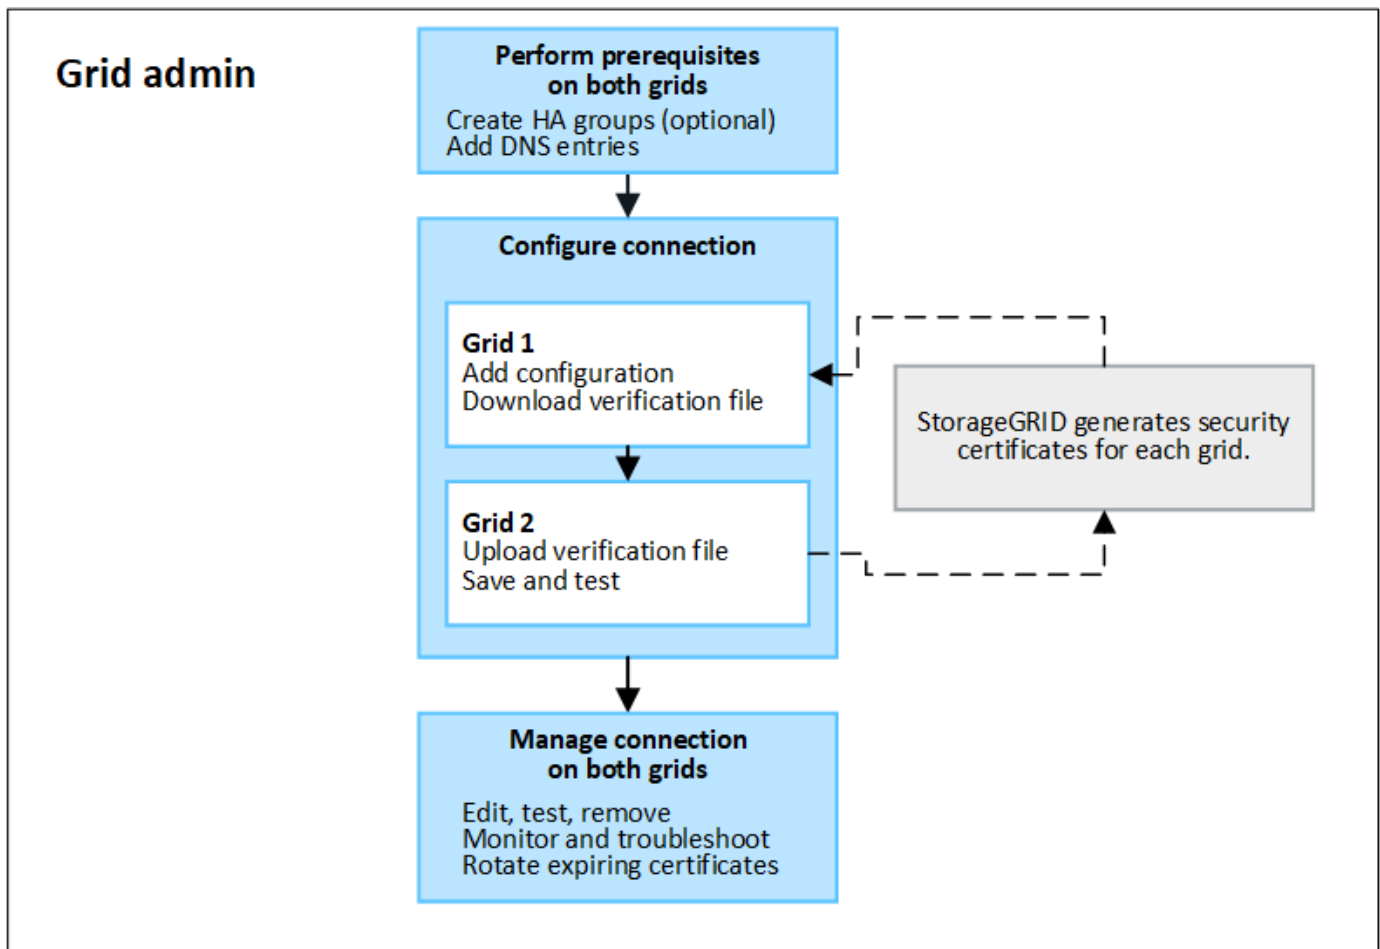 Grid admin
Perform prerequisites
on both grids
Create HA groups (optional)
Add DNS entries
Configure connection
Grid 1
Add configuration
Download verification file
StorageGRID generates security
certificates for each grid.
Grid 2
Upload verification file
Save and test
Manage connection
on both grids
Edit, test, remove
Monitor and troubleshoot
Rotate expiring certificates